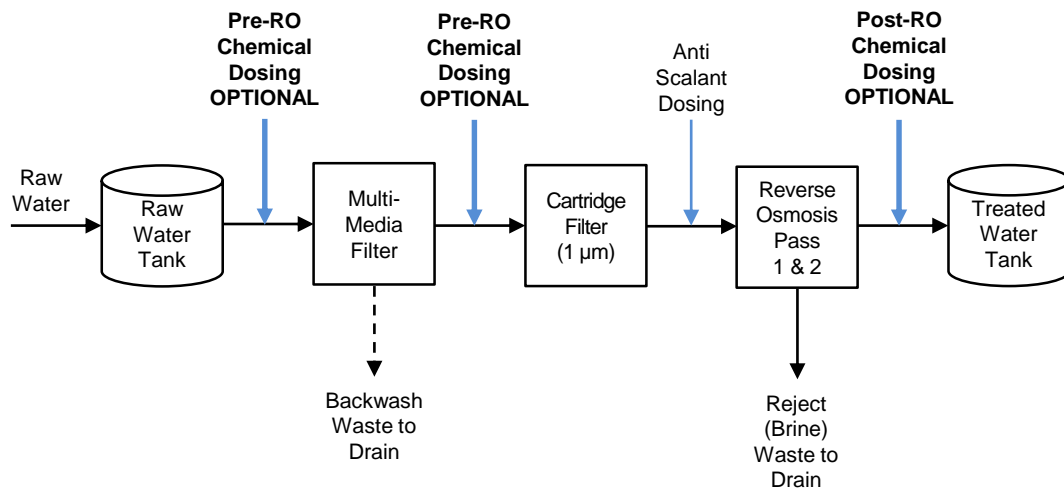 Pre-RO
Chemical
Dosing
OPTIONAL
Pre-RO
Chemical
Dosing
OPTIONAL
Anti
Scalant
Dosing
Post-RO
Chemical
Dosing
OPTIONAL
Raw
Water
Raw
Water
Tank
Multi-
Media
Filter
Cartridge
Filter
(1 µm)
Reverse
Osmosis
Pass
1 & 2
Treated
Water
Tank
Backwash
Waste to
Drain
Reject
(Brine)
Waste to
Drain